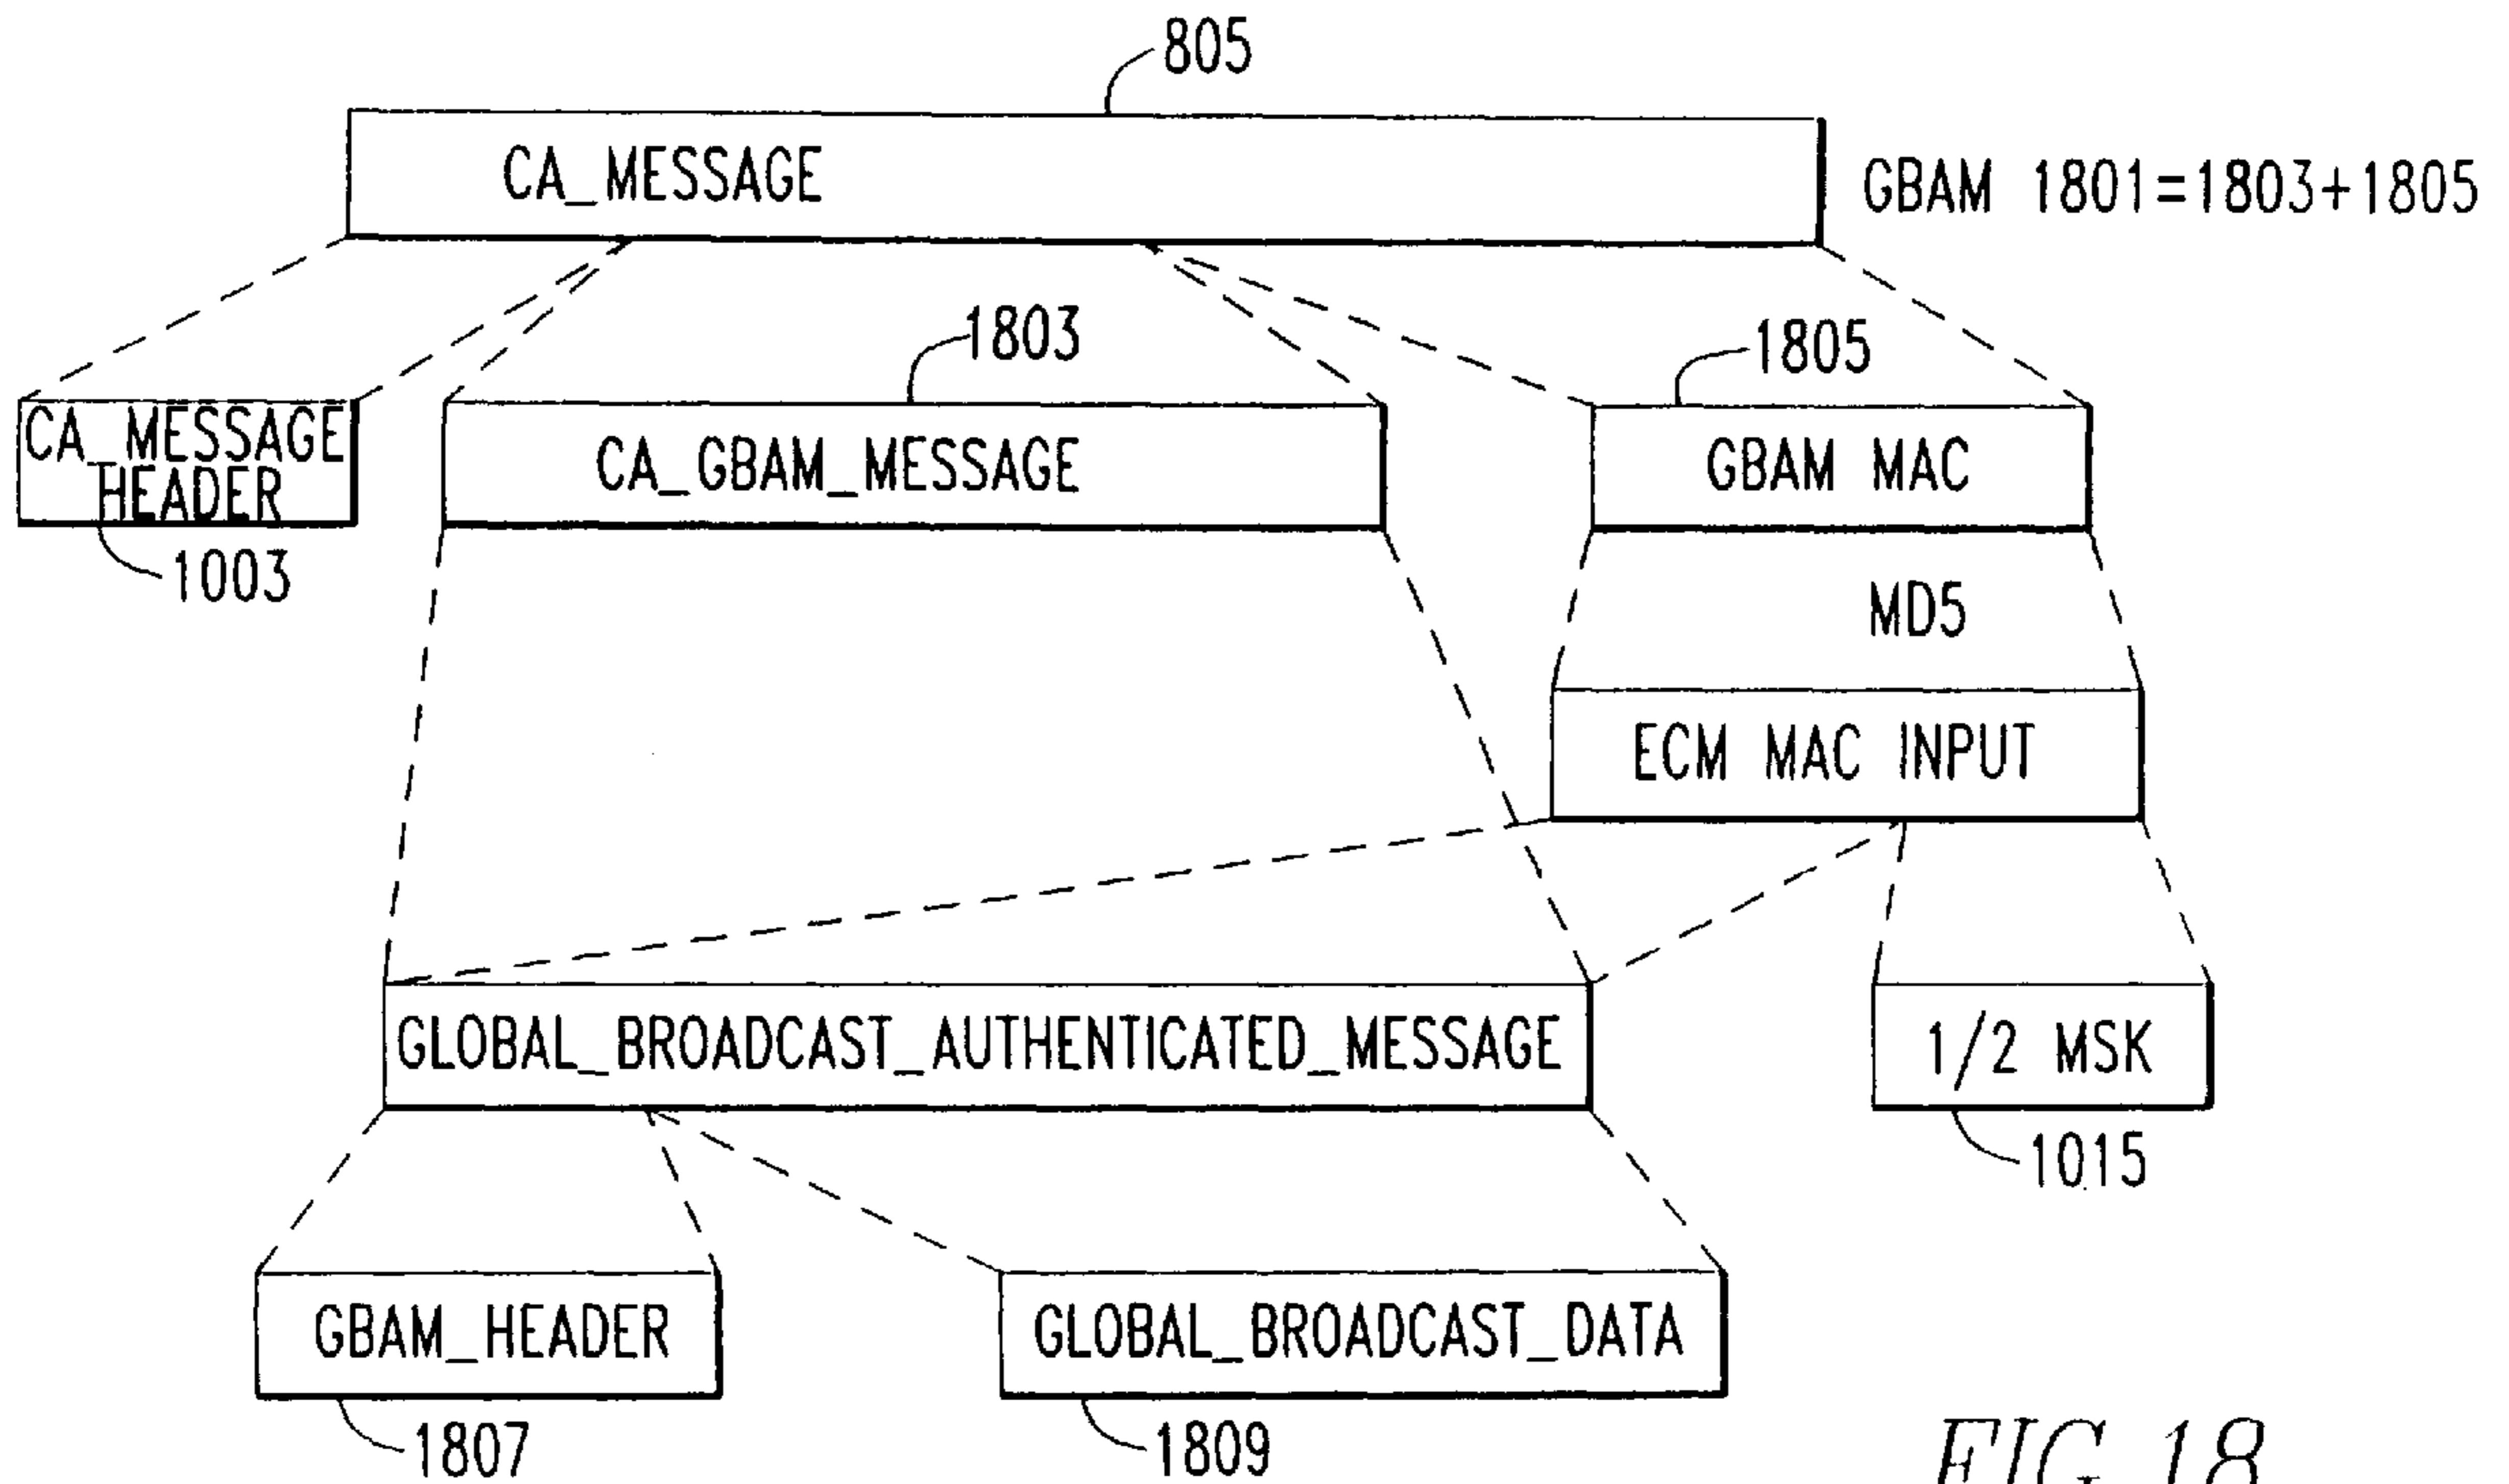 805
CA_MESSAGE
GBAM 1801=1803+1805
1803
1805
CA_MESSAGE
HEADER
CA_GBAM_MESSAGE
GBAM MAC
1003
MD5
ECM MAC INPUT
GLOBAL_BROADCAST_AUTHENTICATED_MESSAGE
1/2 MSK
1015
GBAM_HEADER
GLOBAL_BROADCAST_DATA
1807
1809
FIG.18